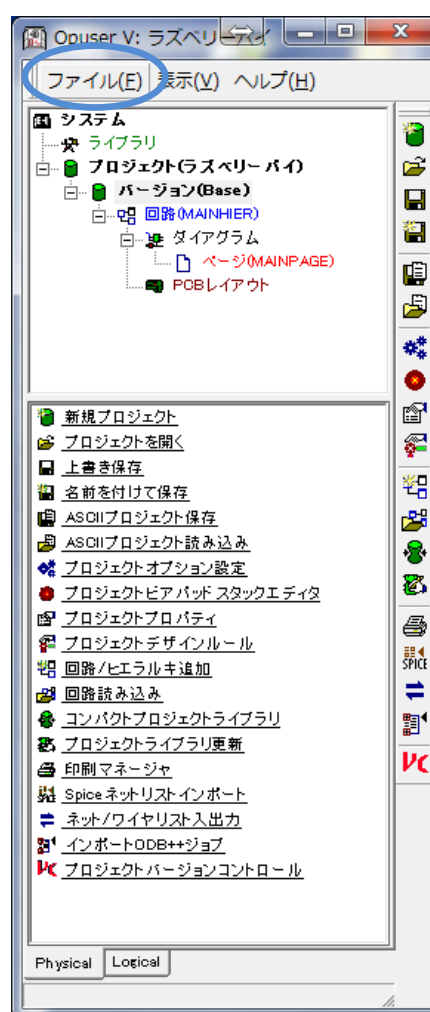 Opuser V: ラズベリ
ファイル(F) 表示(V) ヘルプ(H)
システム
ライブラリ
プロジェクト(ラズベリー パイ)
バージョン(Base)
回路(MAINHIER)
ダイアグラム
ページ(MAINPAGE)
PCBレイアウト
新規プロジェクト
プロジェクトを開く
上書き保存
名前を付けて保存
ASCIIプロジェクト保存
ASCIIプロジェクト読み込み
プロジェクトオプション設定
プロジェクトビアパッド スタックエディタ
プロジェクトプロパティ
プロジェクトデザインルール
回路/ヒエラルキ追加
回路読み込み
コンパクトプロジェクトライブラリ
プロジェクトライブラリ更新
印刷マネージャ
Spiceネットリストインポート
ネット/ワイヤリスト入出力
インポートODB++ジョブ
プロジェクトバージョンコントロール
SPICE
Physical Logical